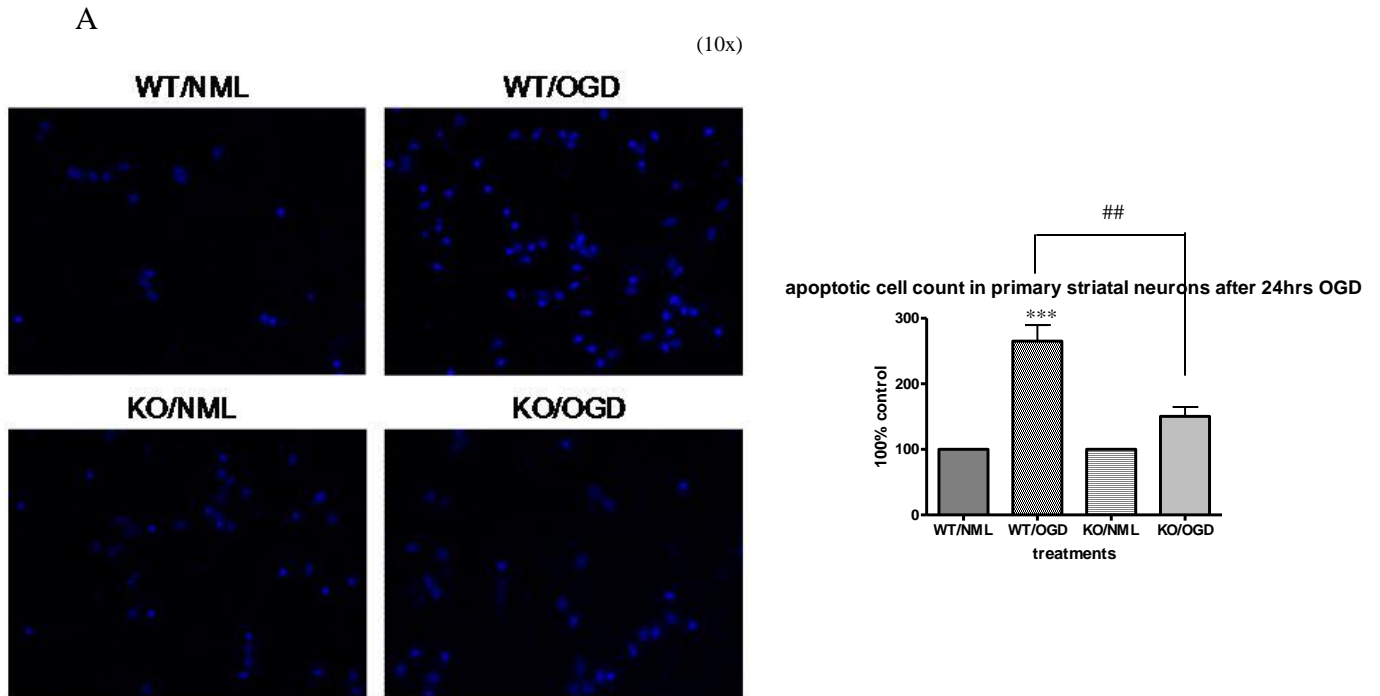 A
(10x)
WT/NML
WT/OGD
KO/NML
KO/OGD
##
apoptotic cell count in primary striatal neurons after 24hrs OGD
***
300
200
100
0
100% control
WT/NML WT/OGD KO/NML KO/OGD
treatments